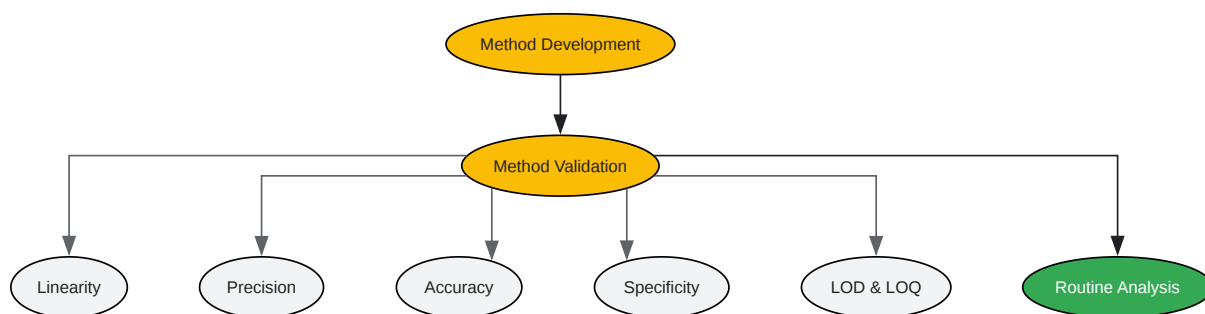 Method Development
Method Validation
Linearity
Precision
Accuracy
Specificity
LOD & LOQ
Routine Analysis